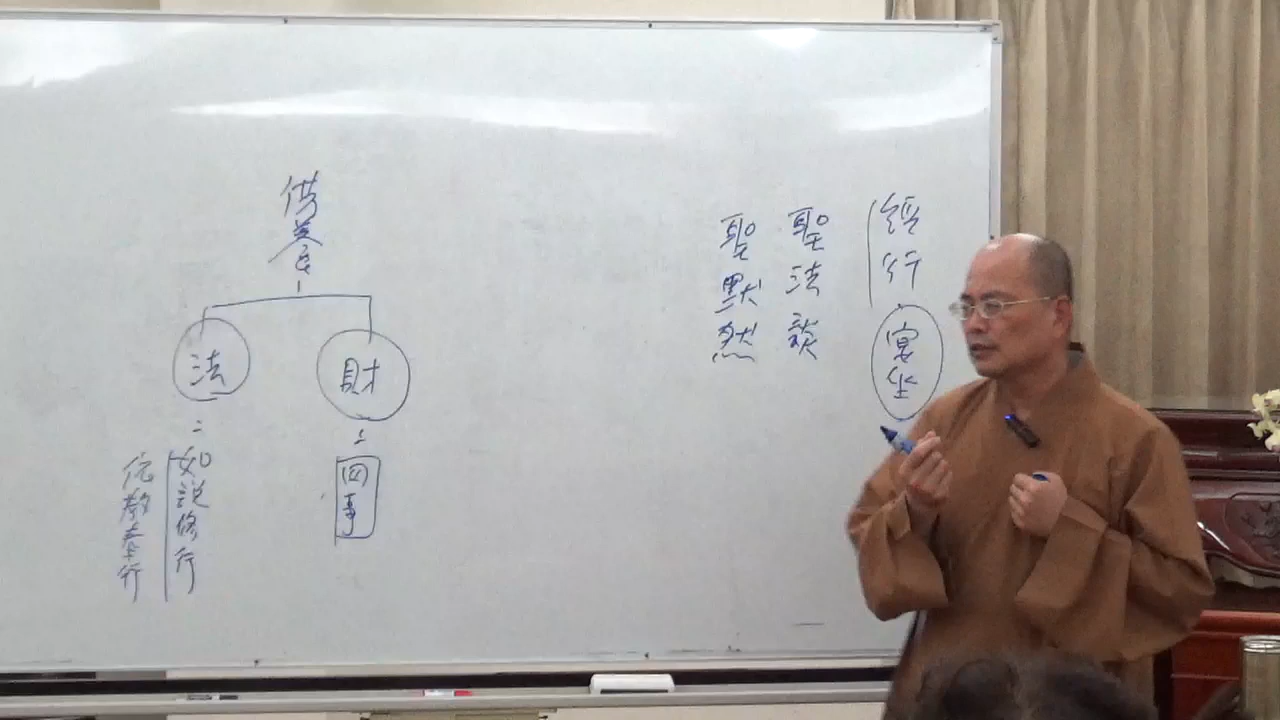 經行、宴坐
聖法談
聖默然
供養
財
四事
法
如說修行
依教奉行